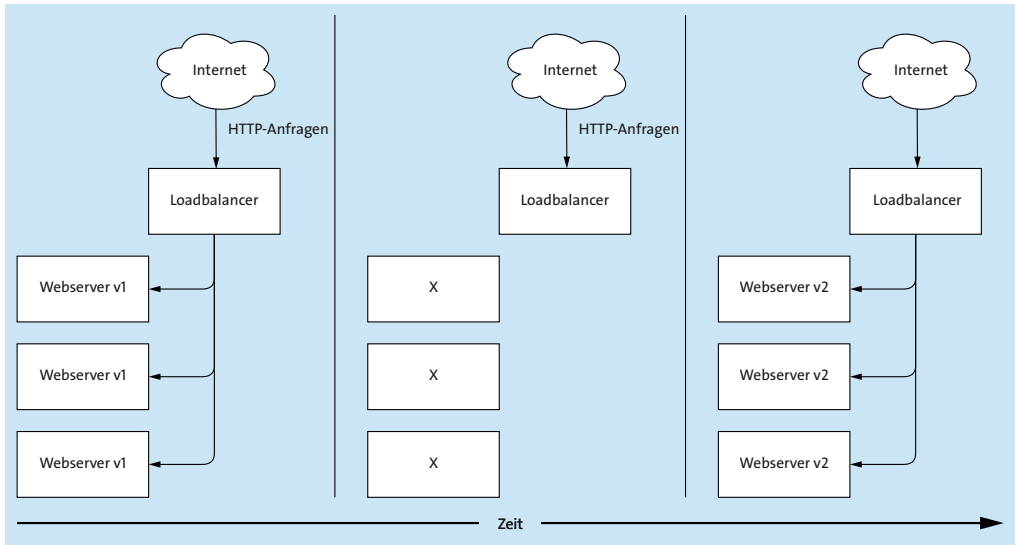 Internet
HTTP-Anfragen
Loadbalancer
Webserver v1
Webserver v1
Webserver v1
Internet
HTTP-Anfragen
Loadbalancer
X
X
X
Internet
Loadbalancer
Webserver v2
Webserver v2
Webserver v2
Zeit